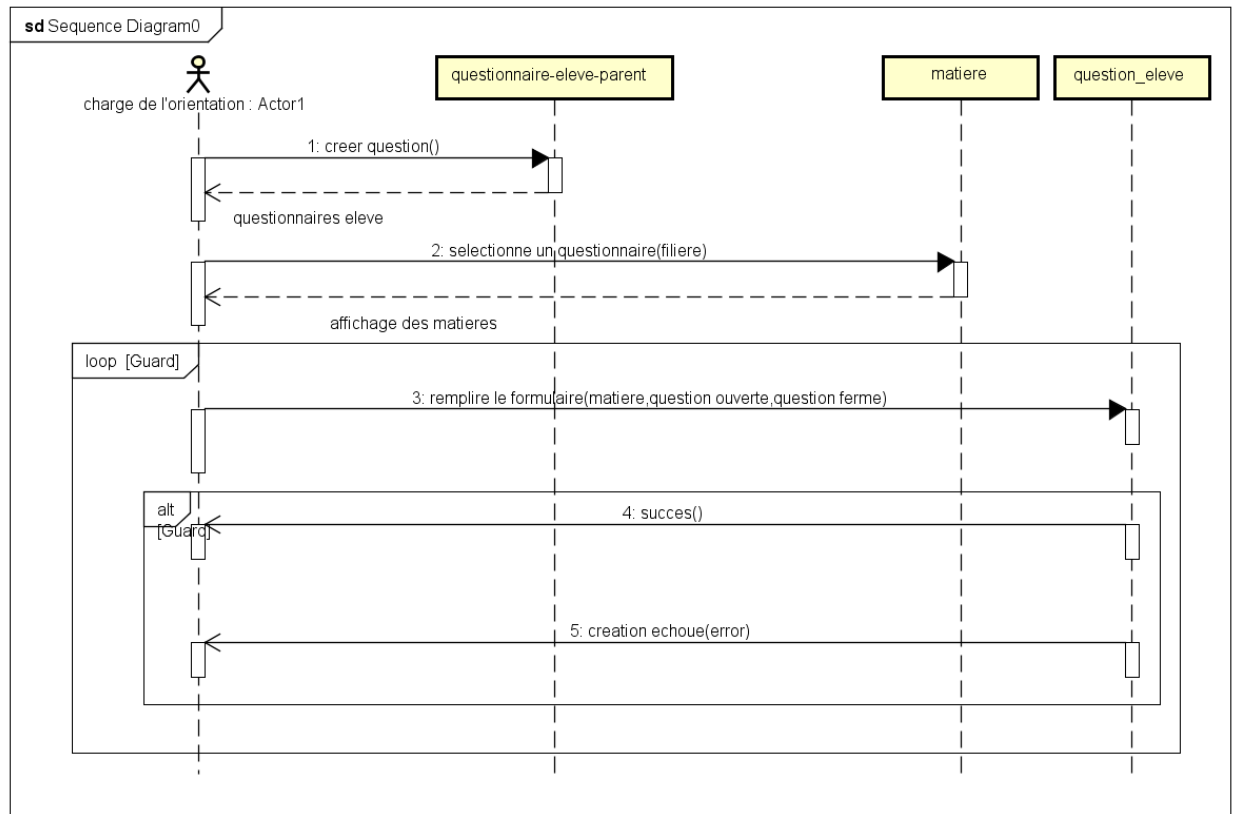 sd Sequence Diagram0
questionnaire-eleve-parent
matiere
question_eleve
charge de l'orientation : Actor1
1: creer question()
questionnaires eleve
2: selectionne un questionnaire(filiere)
affichage des matieres
loop [Guard]
3: remplire le formulaire(matiere,question ouverte,question ferme)
alt
[Guard]
4: succes()
5: creation echoue(error)